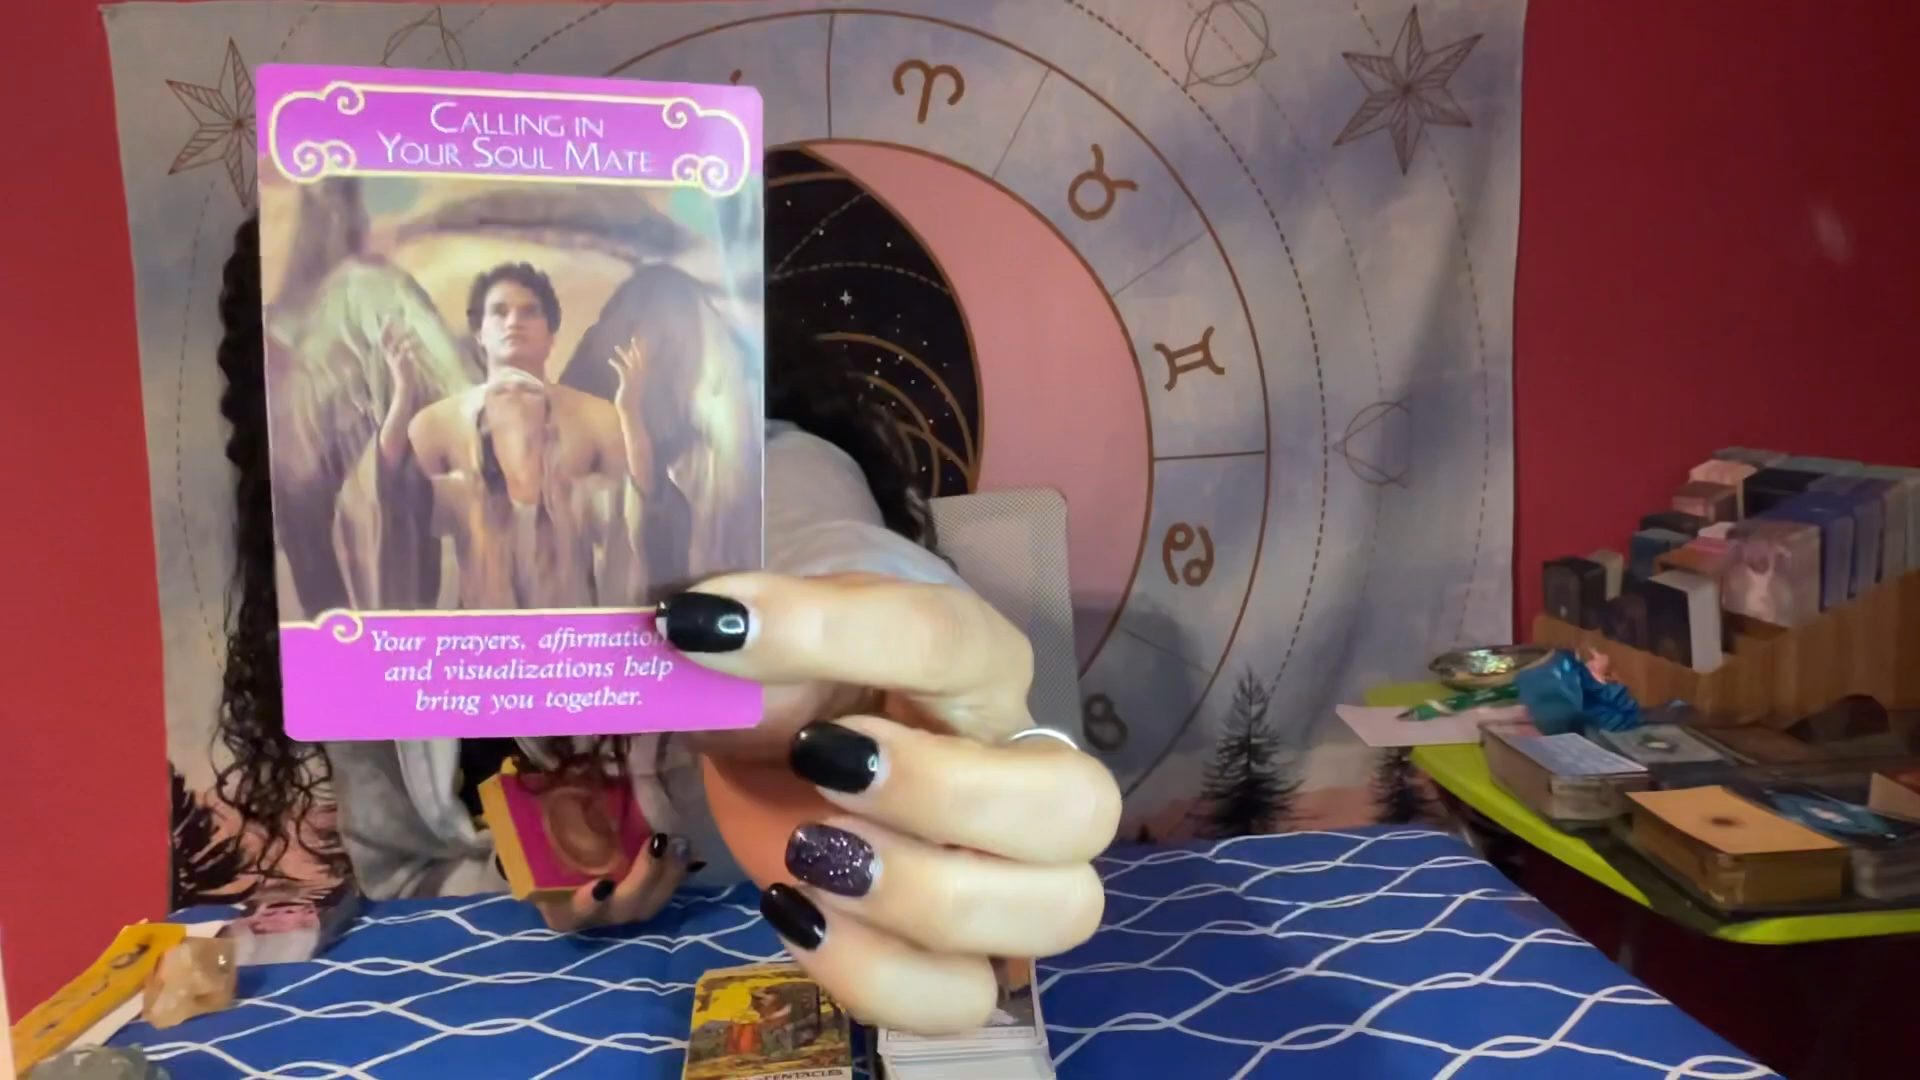 CALLING IN
YOUR SOUL MATE
Your prayers, affirmation
and visualizations help
bring you together.